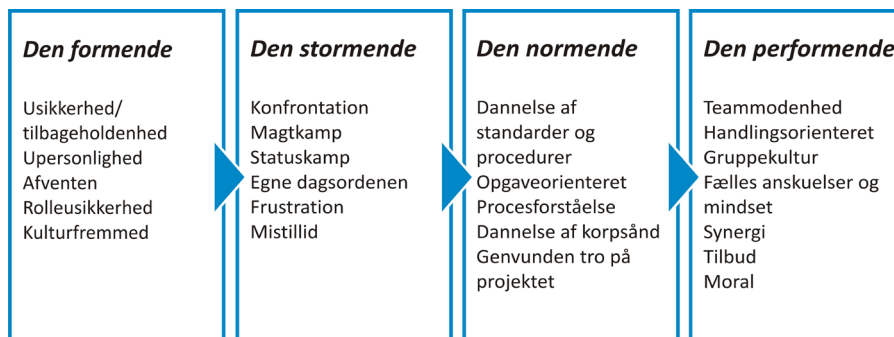 Den formende
Usikkerhed/
tilbageholdenhed
Upersonlighed
Afventen
Rolleusikkerhed
Kulturfremmed
Den stormende
Konfrontation
Magtkamp
Statuskamp
Egne dagsordenen
Frustration
Mistillid
Den normende
Dannelse af
standarder og
procedurer
Opgaveorienteret
Procesforståelse
Dannelse af korpsånd
Genvunden tro på
projektet
Den performende
Teammodenhed
Handlingsorienteret
Gruppekultur
Fælles anskuelser og
mindset
Synergi
Tilbud
Moral